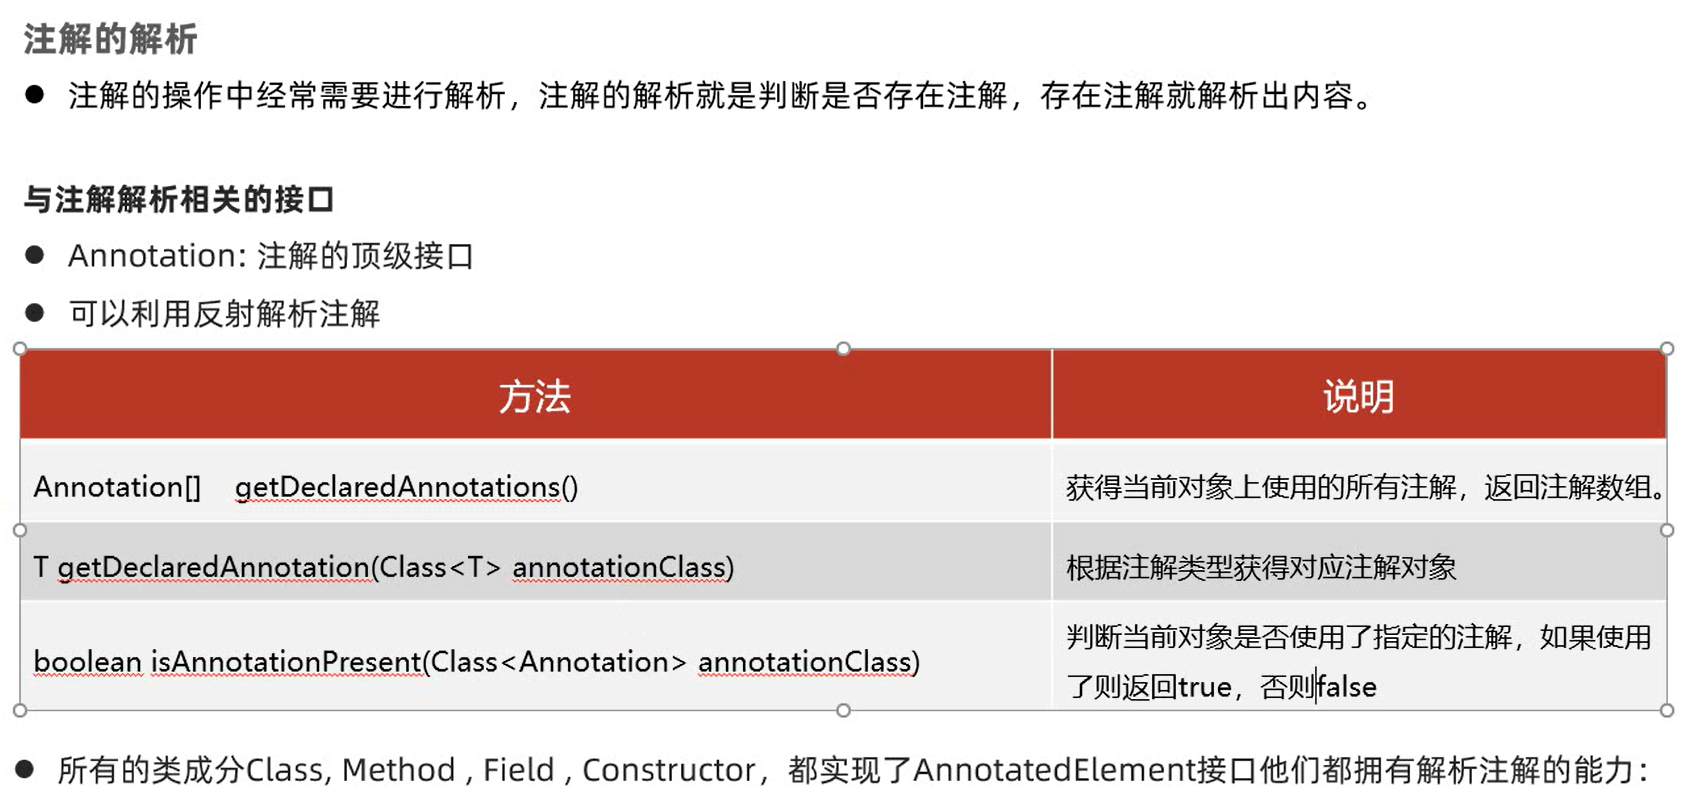 注解的解析
● 注解的操作中经常需要进行解析，注解的解析就是判断是否存在注解，存在注解就解析出内容。
与注解解析相关的接口
● Annotation: 注解的顶级接口
● 可以利用反射解析注解
方法 说明
Annotation[] getDeclaredAnnotations() 获得当前对象上使用的所有注解，返回注解数组。
T getDeclaredAnnotation(Class<T> annotationClass) 根据注解类型获得对应注解对象
boolean isAnnotationPresent(Class<Annotation> annotationClass) 判断当前对象是否使用了指定的注解，如果使用
了则返回true，否则false
● 所有的类成分Class, Method , Field , Constructor，都实现了AnnotatedElement接口他们都拥有解析注解的能力：